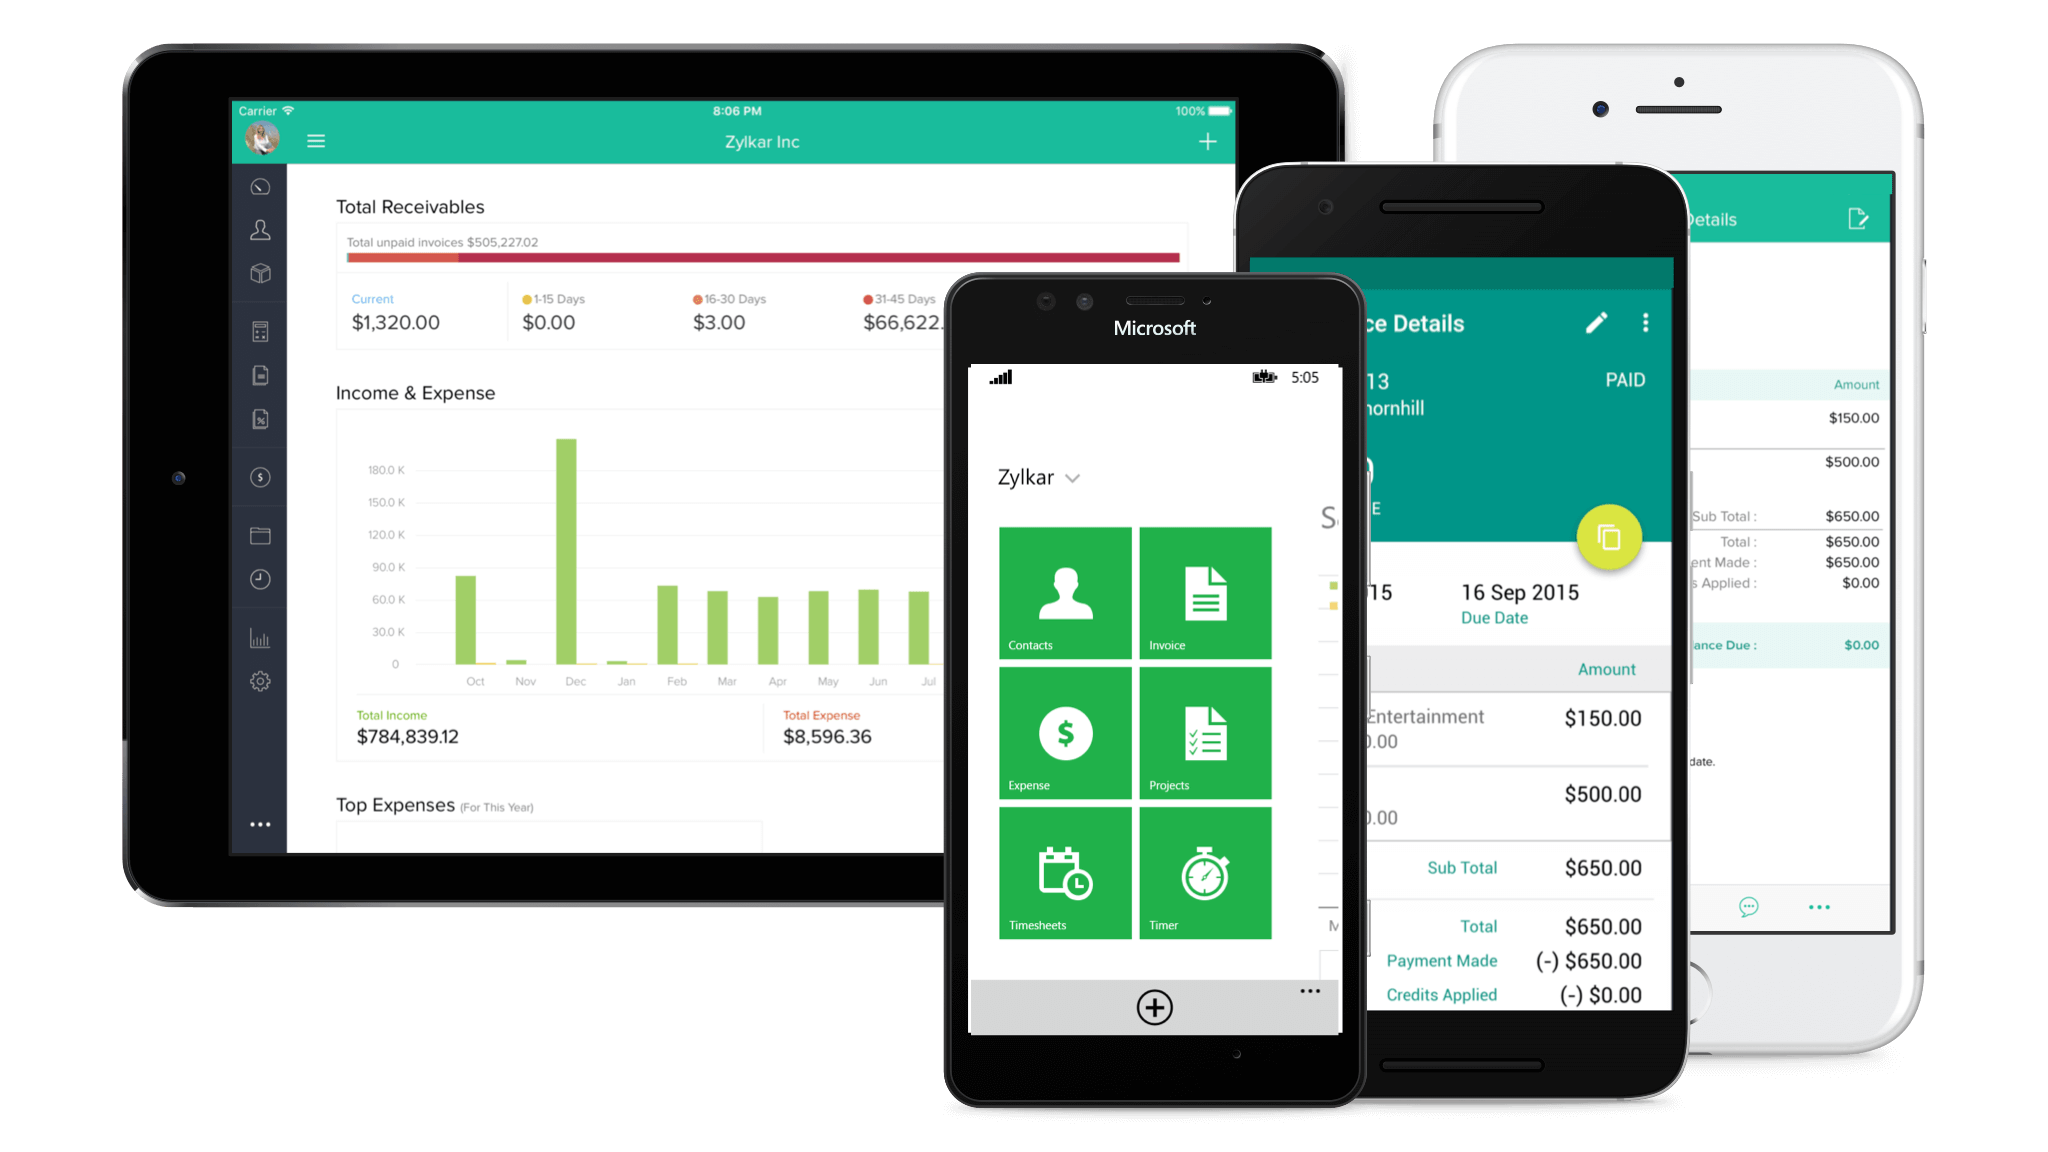 Carrier 8:06 PM 100%
Zylkar Inc
Total Receivables
Total unpaid invoices $505,227.02
Current 1-15 Days 16-30 Days 31-45 Days
$1,320.00 $0.00 $3.00 $66,622.
Income & Expense
180.0 K
150.0 K
120.0 K
90.0 K
60.0 K
30.0 K
0
Oct Nov Dec Jan Feb Mar Apr May Jun Jul
Total Income Total Expense
$784,839.12 $8,596.36
Top Expenses (For This Year)
Microsoft
5:05
Zylkar
Contacts Invoice
Expense Projects
Timesheets Timer
ce Details
13 PAID
hornhill
E
15 16 Sep 2015
Due Date
Amount
Entertainment $150.00
0.00
$500.00
0.00
Sub Total $650.00
Total $650.00
Payment Made (-) $650.00
Credits Applied (-) $0.00
Details
Amount
$150.00
$500.00
Sub Total : $650.00
Total : $650.00
ent Made : $650.00
s Applied : $0.00
ance Due : $0.00
date.